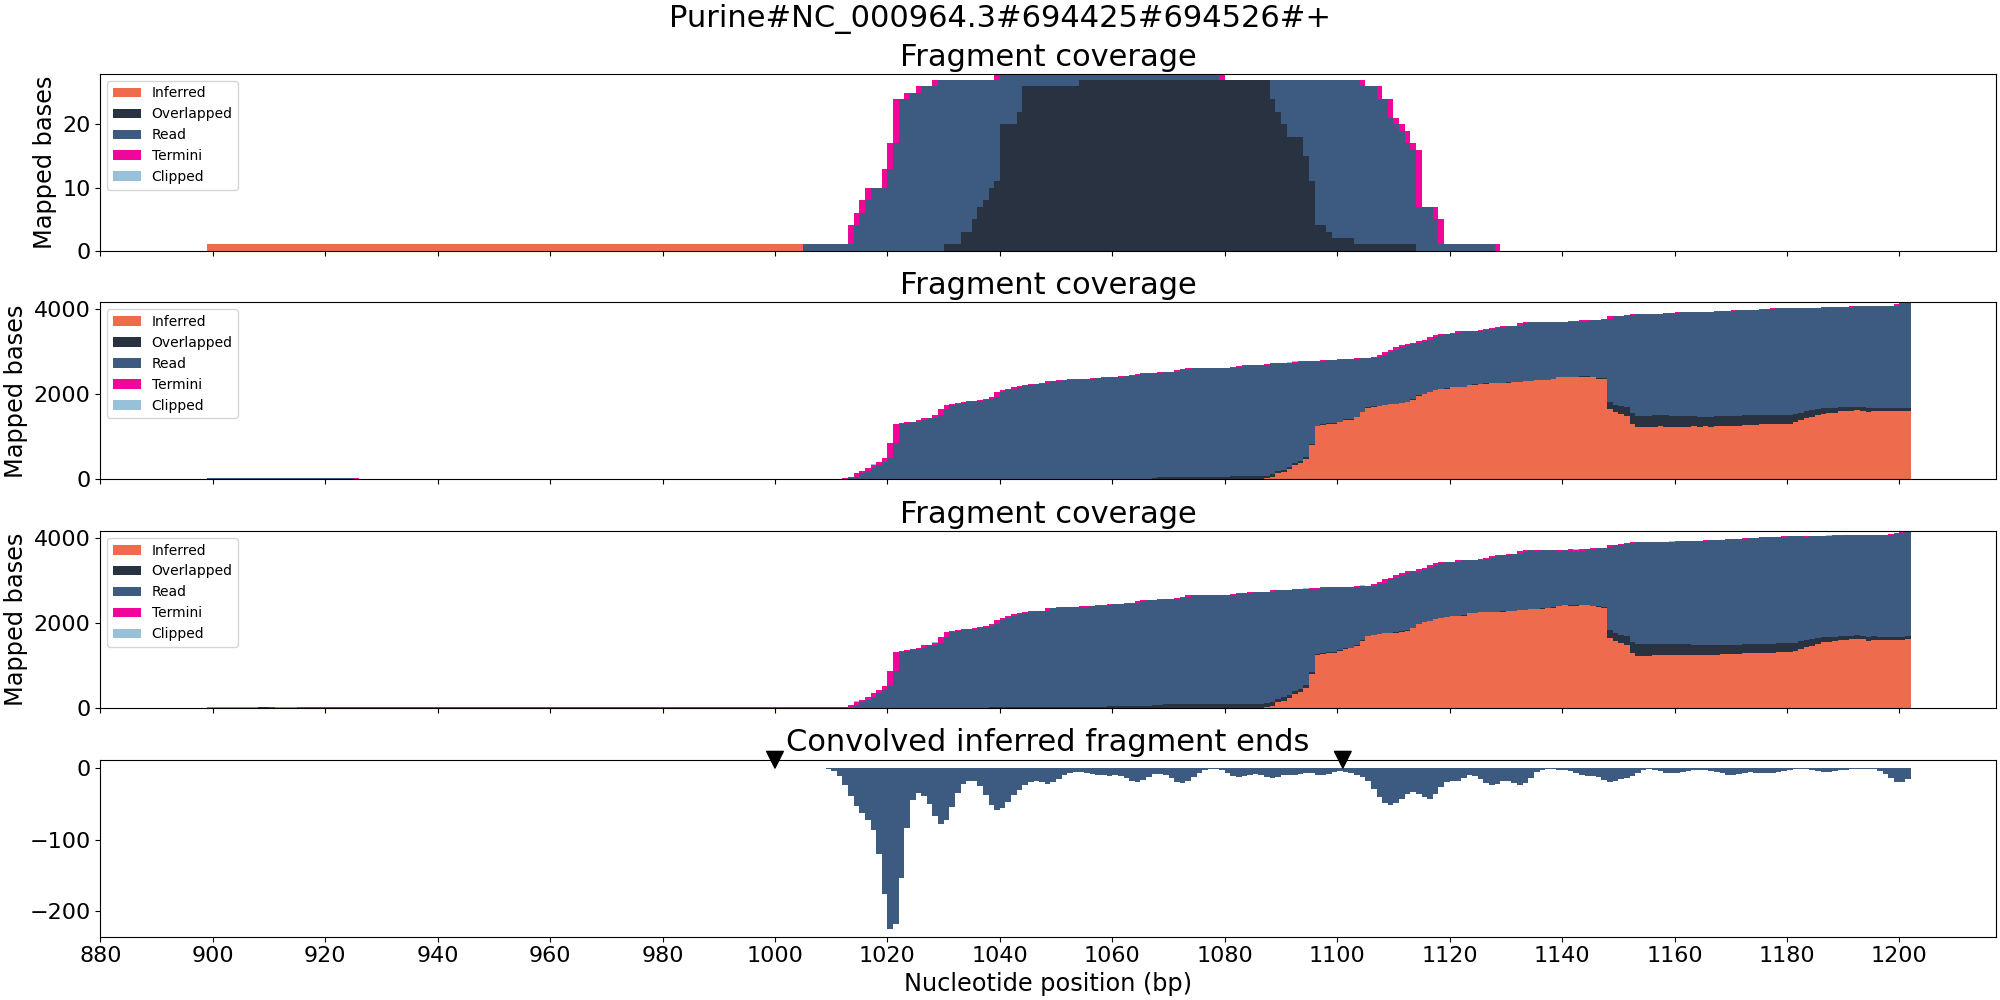 Purine#NC_000964.3#694425#694526#+
Fragment coverage
Mapped bases
20
10
0
Inferred
Overlapped
Read
Termini
Clipped
Fragment coverage
Mapped bases
4000
2000
0
Inferred
Overlapped
Read
Termini
Clipped
Fragment coverage
Mapped bases
4000
2000
0
Inferred
Overlapped
Read
Termini
Clipped
Convolved inferred fragment ends
0
−100
−200
880 900 920 940 960 980 1000 1020 1040 1060 1080 1100 1120 1140 1160 1180 1200
Nucleotide position (bp)